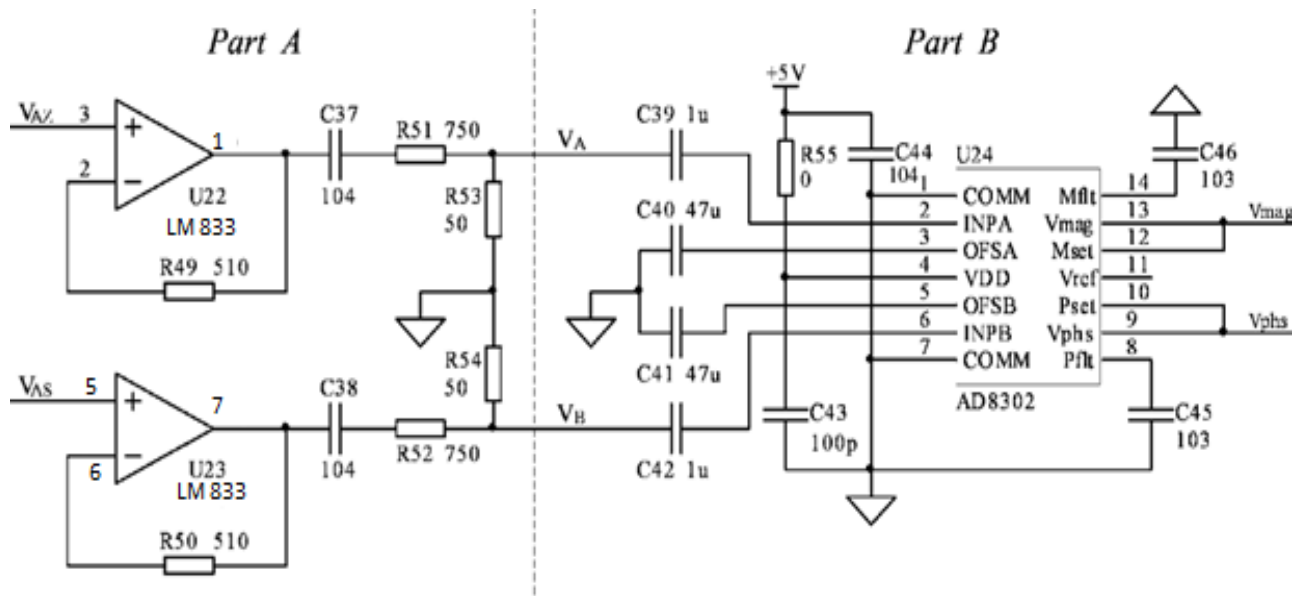 Part A
Part B
VAZ 3
2
1
U22
LM 833
R49 510
C37
104
R51 750
R53
50
VA
C39 1u
C40 47u
C41 47u
C42 1u
VB
R54
50
VAS 5
6
7
U23
LM 833
R50 510
C38
104
R52 750
+5V
R55
0
C44
104
C43
100p
U24
1 COMM Mflt 14
2 INPA Vmag 13 Vmag
3 OFSA Mset 12
4 VDD Vref 11
5 OFSB Pset 10
6 INPB Vphs 9 Vphs
7 COMM Pflt 8
AD8302
C46
103
C45
103